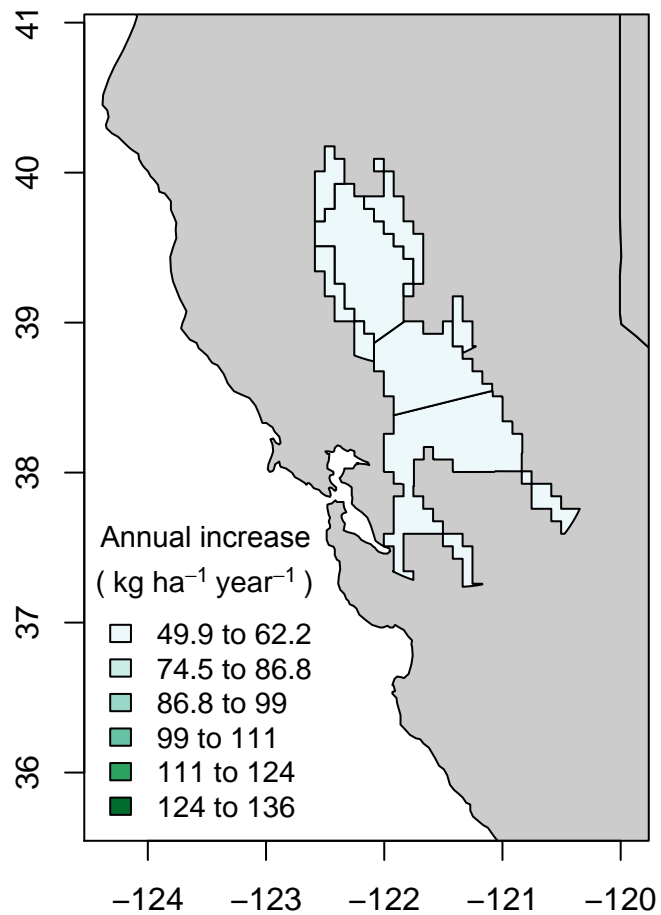 41
40
39
38
37
36
Annual increase
( kg ha⁻¹ year⁻¹ )
49.9 to 62.2
74.5 to 86.8
86.8 to 99
99 to 111
111 to 124
124 to 136
−124 −123 −122 −121 −120